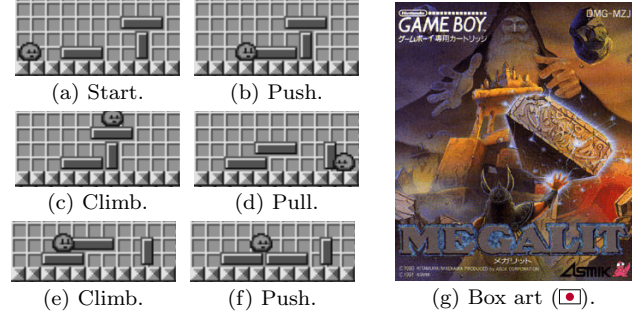 (a) Start.
(b) Push.
(c) Climb.
(d) Pull.
(e) Climb.
(f) Push.
Nintendo
GAME BOY
DMG-MZJ
ゲームボーイ専用カートリッジ
MEGALIT
メガリット
ASMIK
(g) Box art ( ).